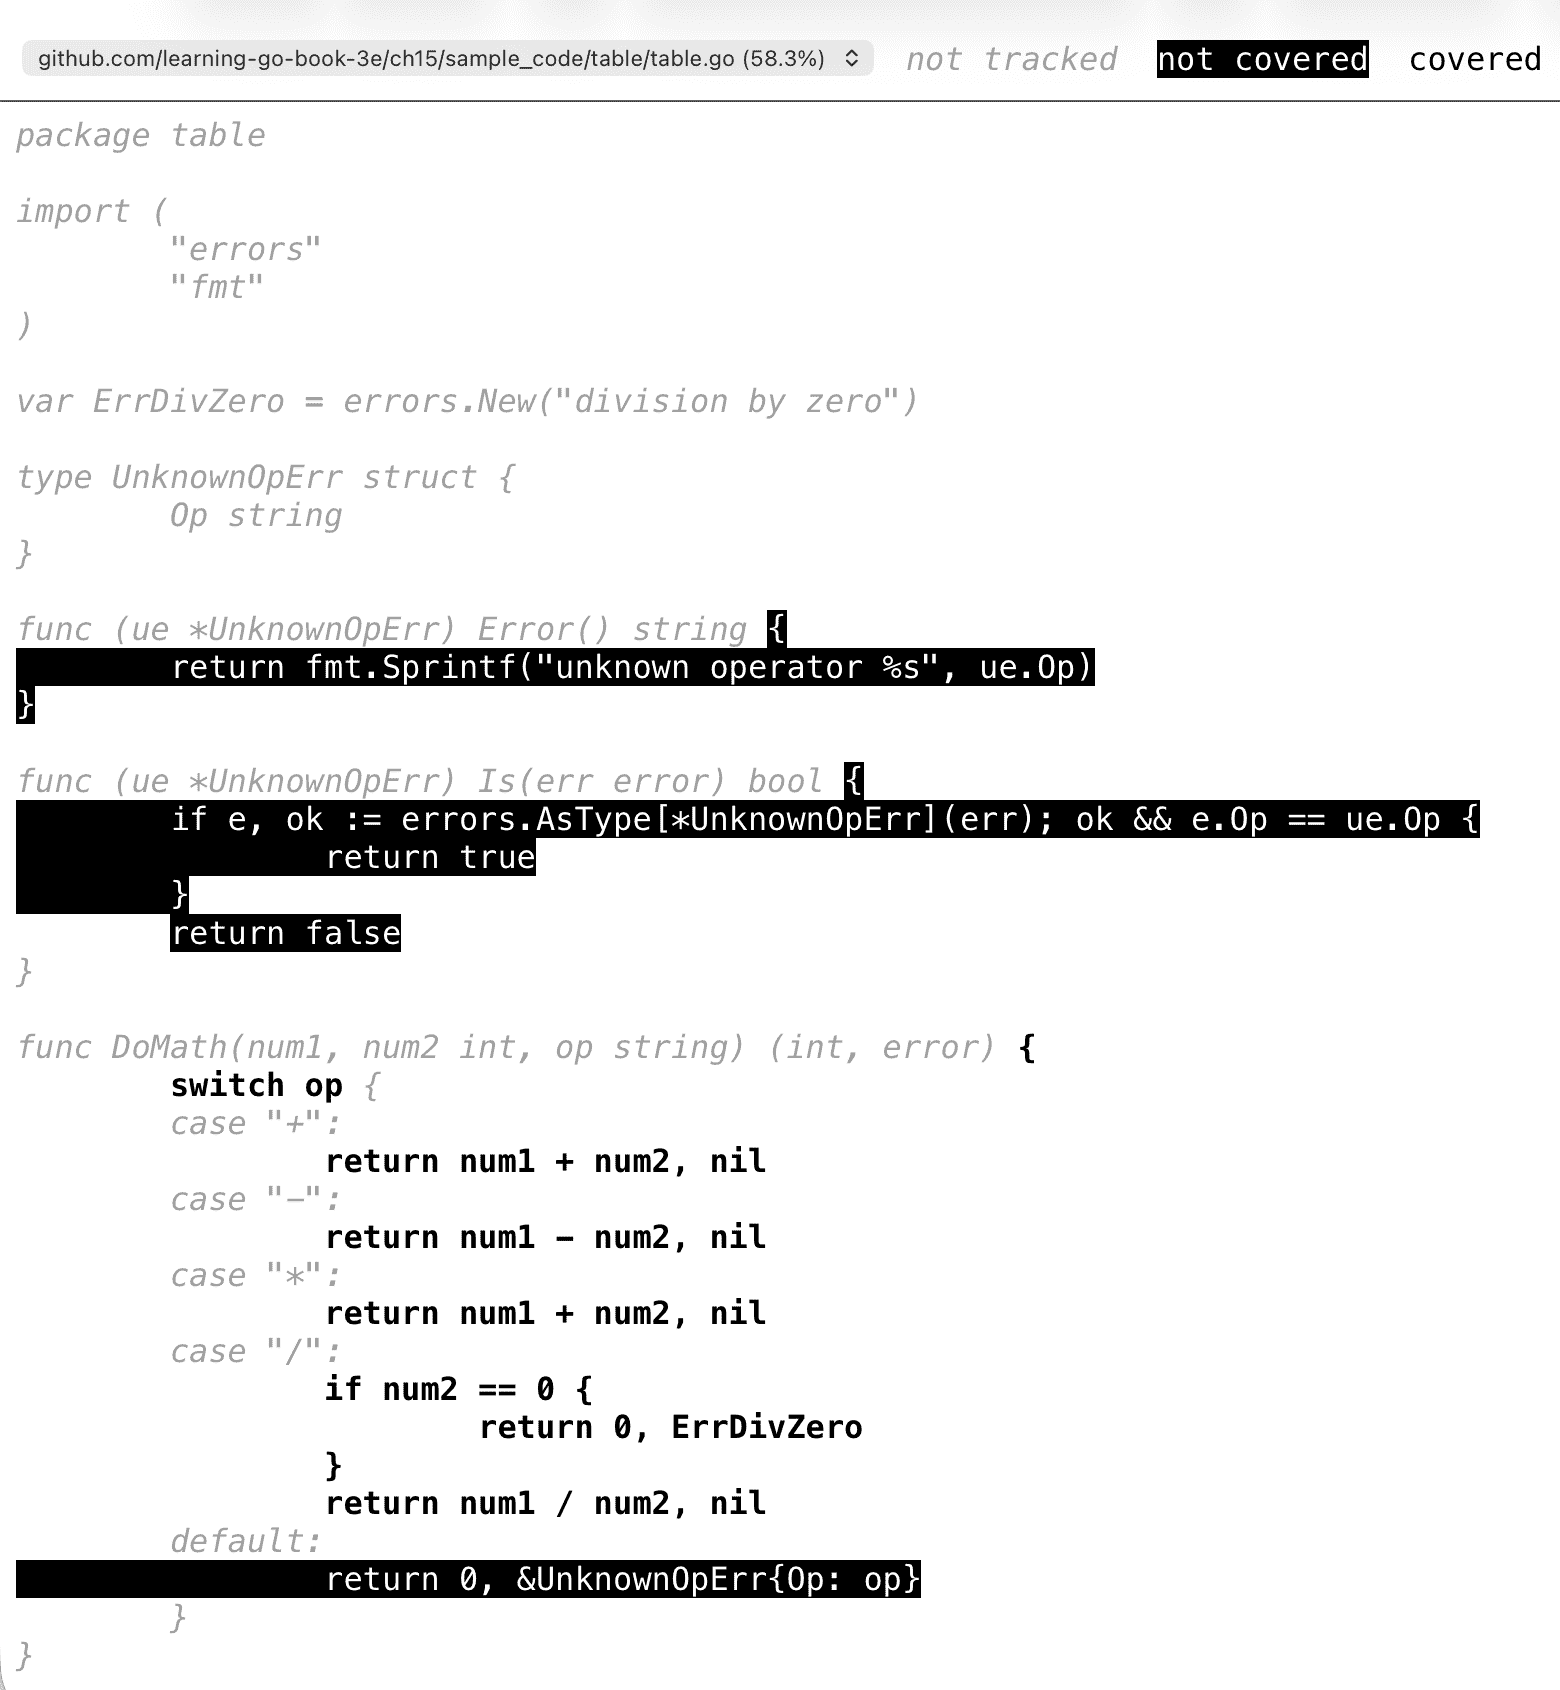 github.com/learning-go-book-3e/ch15/sample_code/table/table.go (58.3%) not tracked not covered covered
package table
import (
"errors"
"fmt"
)
var ErrDivZero = errors.New("division by zero")
type UnknownOpErr struct {
Op string
}
func (ue *UnknownOpErr) Error() string {
return fmt.Sprintf("unknown operator %s", ue.Op)
}
func (ue *UnknownOpErr) Is(err error) bool {
if e, ok := errors.AsType[*UnknownOpErr](err); ok && e.Op == ue.Op {
return true
}
return false
}
func DoMath(num1, num2 int, op string) (int, error) {
switch op {
case "+":
return num1 + num2, nil
case "-":
return num1 - num2, nil
case "*":
return num1 + num2, nil
case "/":
if num2 == 0 {
return 0, ErrDivZero
}
return num1 / num2, nil
default:
return 0, &UnknownOpErr{Op: op}
}
}